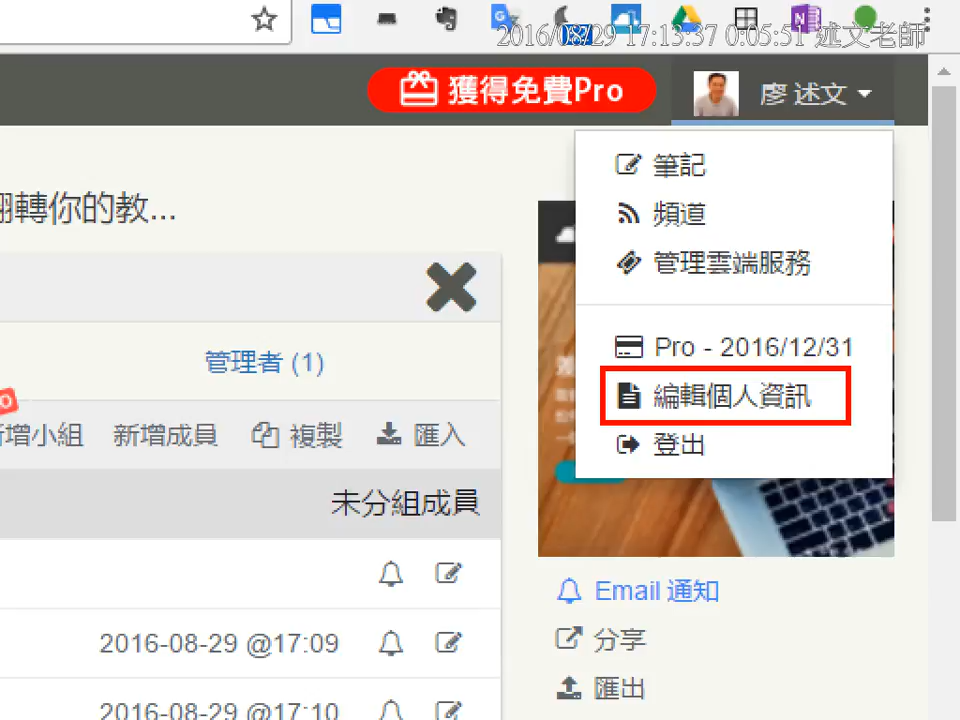 2016/08/29 17:13:37 0:05:51 述文老師
獲得免費Pro
廖 述文
筆記
翻轉你的教...
頻道
管理雲端服務
管理者 (1)
Pro - 2016/12/31
編輯個人資訊
新增小組 新增成員 複製 匯入
登出
未分組成員
Email 通知
2016-08-29 @17:09
分享
匯出
2016-08-29 @17:10